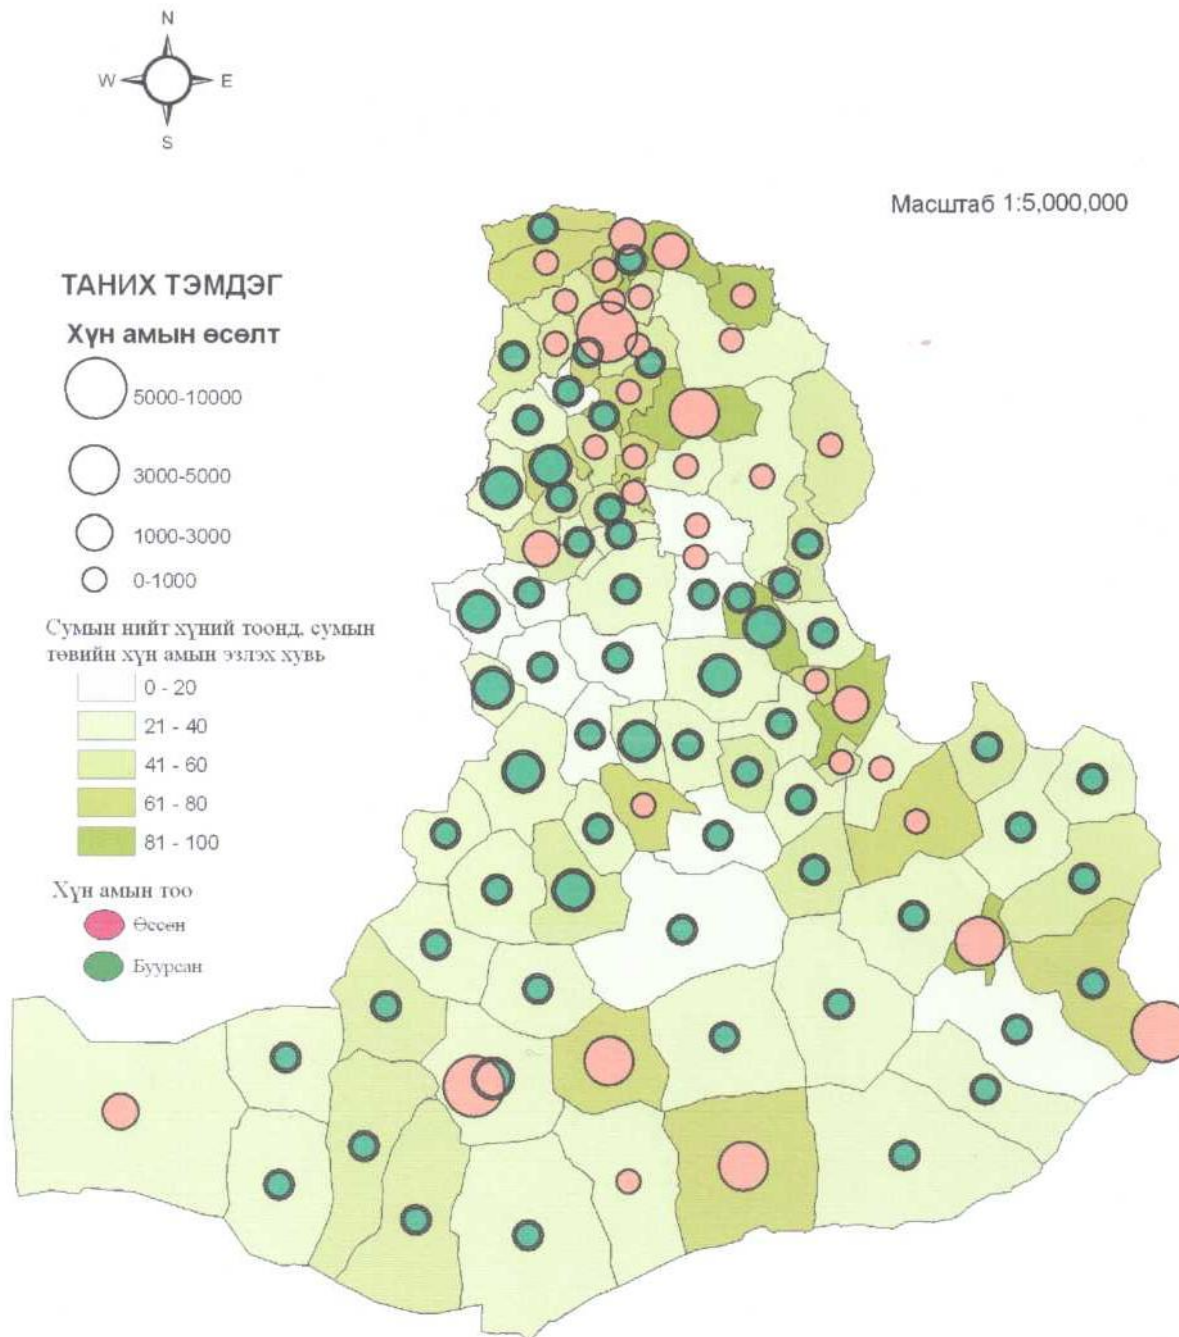 N
W E
S
Масштаб 1:5,000,000
ТАНИХ ТЭМДЭГ
Хүн амын өсөлт
5000-10000
3000-5000
1000-3000
0-1000
Сумын нийт хүний тоонд, сумын
төвийн хүн амын эзлэх хувь
0 - 20
21 - 40
41 - 60
61 - 80
81 - 100
Хүн амын тоо
Өссөн
Буурсан